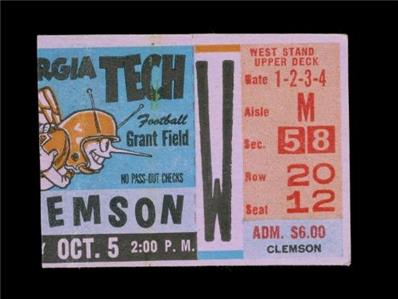 RGIA TECH
Football
Grant Field
NO PASS-OUT CHECKS
EMSON
Y OCT. 5 2:00 P. M.
W
WEST STAND
UPPER DECK
Gate 1-2-3-4
Aisle M
Sec. 58
Row 20
Seat 12
ADM. $6.00
CLEMSON